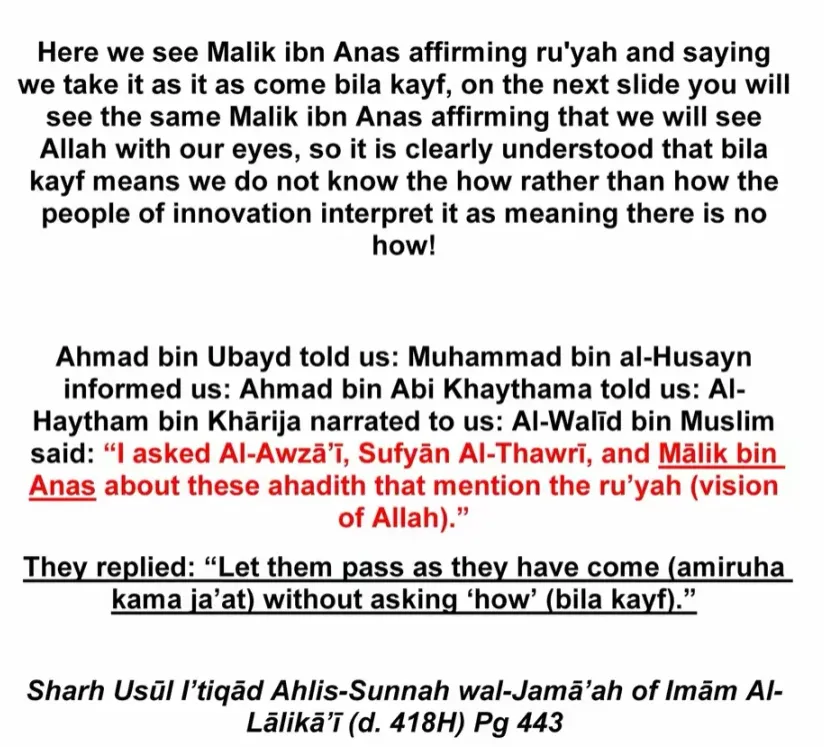 Here we see Malik ibn Anas affirming ru'yah and saying
we take it as it as come bila kayf, on the next slide you will
see the same Malik ibn Anas affirming that we will see
Allah with our eyes, so it is clearly understood that bila
kayf means we do not know the how rather than how the
people of innovation interpret it as meaning there is no
how!
Ahmad bin Ubayd told us: Muhammad bin al-Husayn
informed us: Ahmad bin Abi Khaythama told us: Al-
Haytham bin Khārija narrated to us: Al-Walīd bin Muslim
said: “I asked Al-Awzā’ī, Sufyān Al-Thawrī, and Mālik bin
Anas about these ahadith that mention the ru’yah (vision
of Allah).”
They replied: “Let them pass as they have come (amiruha
kama ja’at) without asking ‘how’ (bila kayf).”
Sharh Usūl I’tiqād Ahlis-Sunnah wal-Jamā’ah of Imām Al-
Lālikā’ī (d. 418H) Pg 443